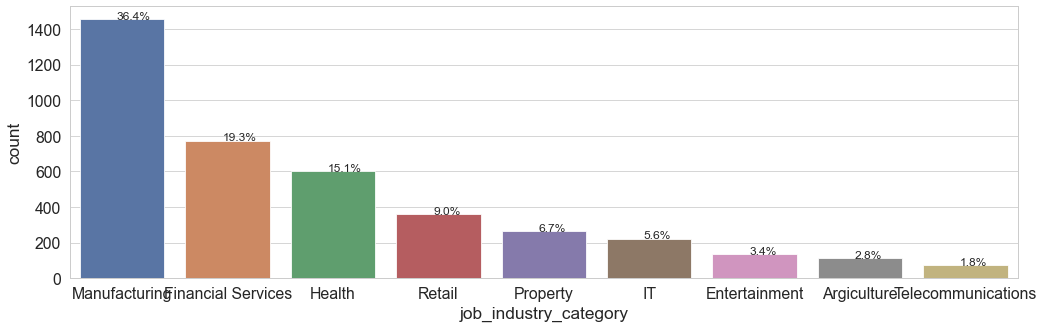 1400
1200
1000
800
600
400
200
0
count
36.4%
19.3%
15.1%
9.0%
6.7%
5.6%
3.4%
2.8%
1.8%
Manufacturing
Financial Services
Health
Retail
Property
IT
Entertainment
Argiculture
Telecommunications
job_industry_category